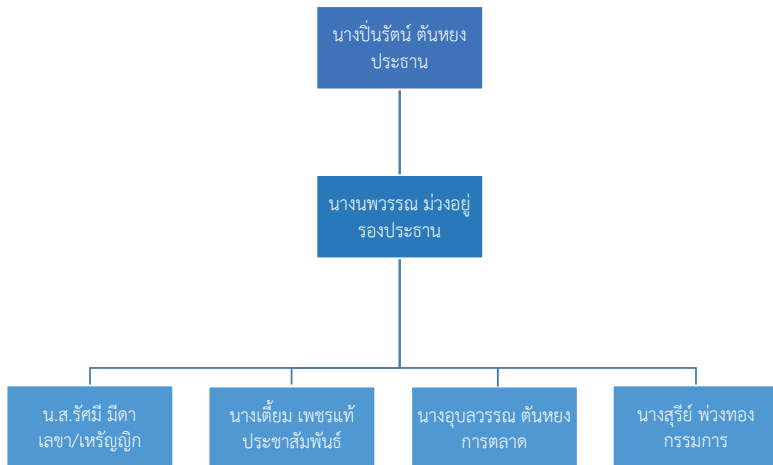 นางปิ่นรัตน์ ตันหยง
ประธาน
นางนพวรรณ ม่วงอยู่
รองประธาน
น.ส.รัศมี มีดา
เลขา/เหรัญญิก
นางเตี้ยม เพชรแท้
ประชาสัมพันธ์
นางอุบลวรรณ ตันหยง
การตลาด
นางสุรีย์ พ่วงทอง
กรรมการ